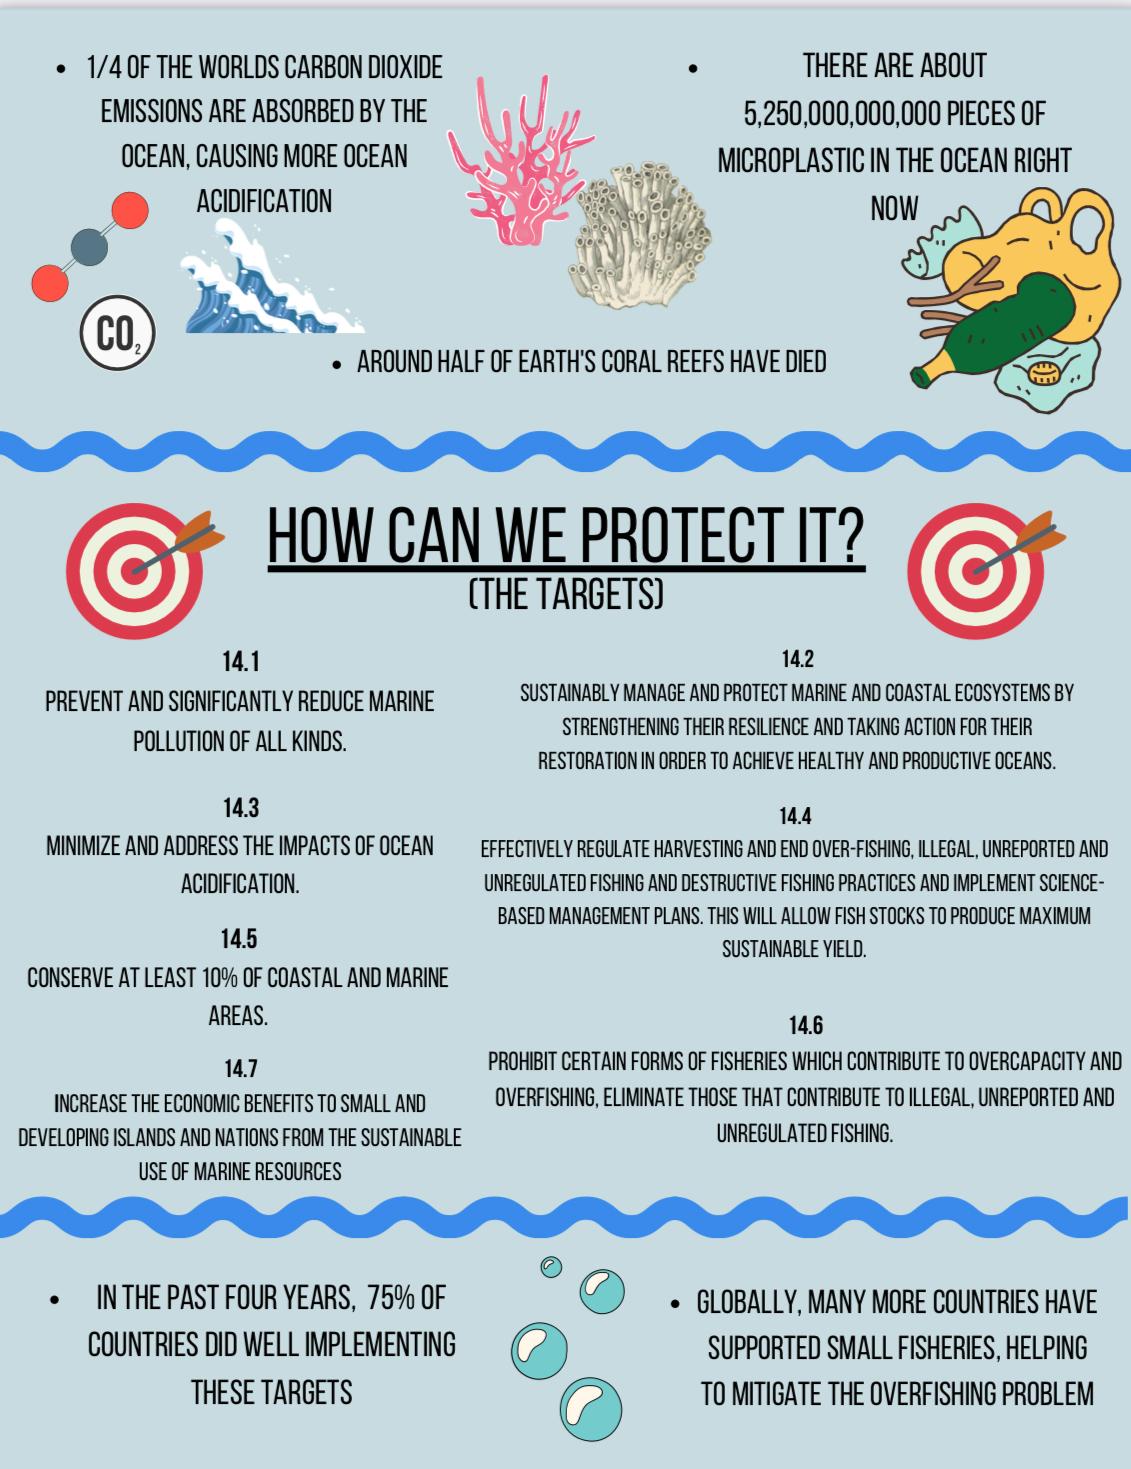 • 1/4 OF THE WORLDS CARBON DIOXIDE
EMISSIONS ARE ABSORBED BY THE
OCEAN, CAUSING MORE OCEAN
ACIDIFICATION
CO2
• THERE ARE ABOUT
5,250,000,000,000 PIECES OF
MICROPLASTIC IN THE OCEAN RIGHT
NOW
• AROUND HALF OF EARTH'S CORAL REEFS HAVE DIED
HOW CAN WE PROTECT IT?
(THE TARGETS)
14.1
PREVENT AND SIGNIFICANTLY REDUCE MARINE
POLLUTION OF ALL KINDS.
14.2
SUSTAINABLY MANAGE AND PROTECT MARINE AND COASTAL ECOSYSTEMS BY
STRENGTHENING THEIR RESILIENCE AND TAKING ACTION FOR THEIR
RESTORATION IN ORDER TO ACHIEVE HEALTHY AND PRODUCTIVE OCEANS.
14.3
MINIMIZE AND ADDRESS THE IMPACTS OF OCEAN
ACIDIFICATION.
14.4
EFFECTIVELY REGULATE HARVESTING AND END OVER-FISHING, ILLEGAL, UNREPORTED AND
UNREGULATED FISHING AND DESTRUCTIVE FISHING PRACTICES AND IMPLEMENT SCIENCE-
BASED MANAGEMENT PLANS. THIS WILL ALLOW FISH STOCKS TO PRODUCE MAXIMUM
SUSTAINABLE YIELD.
14.5
CONSERVE AT LEAST 10% OF COASTAL AND MARINE
AREAS.
14.6
PROHIBIT CERTAIN FORMS OF FISHERIES WHICH CONTRIBUTE TO OVERCAPACITY AND
OVERFISHING, ELIMINATE THOSE THAT CONTRIBUTE TO ILLEGAL, UNREPORTED AND
UNREGULATED FISHING.
14.7
INCREASE THE ECONOMIC BENEFITS TO SMALL AND
DEVELOPING ISLANDS AND NATIONS FROM THE SUSTAINABLE
USE OF MARINE RESOURCES
• IN THE PAST FOUR YEARS, 75% OF
COUNTRIES DID WELL IMPLEMENTING
THESE TARGETS
• GLOBALLY, MANY MORE COUNTRIES HAVE
SUPPORTED SMALL FISHERIES, HELPING
TO MITIGATE THE OVERFISHING PROBLEM